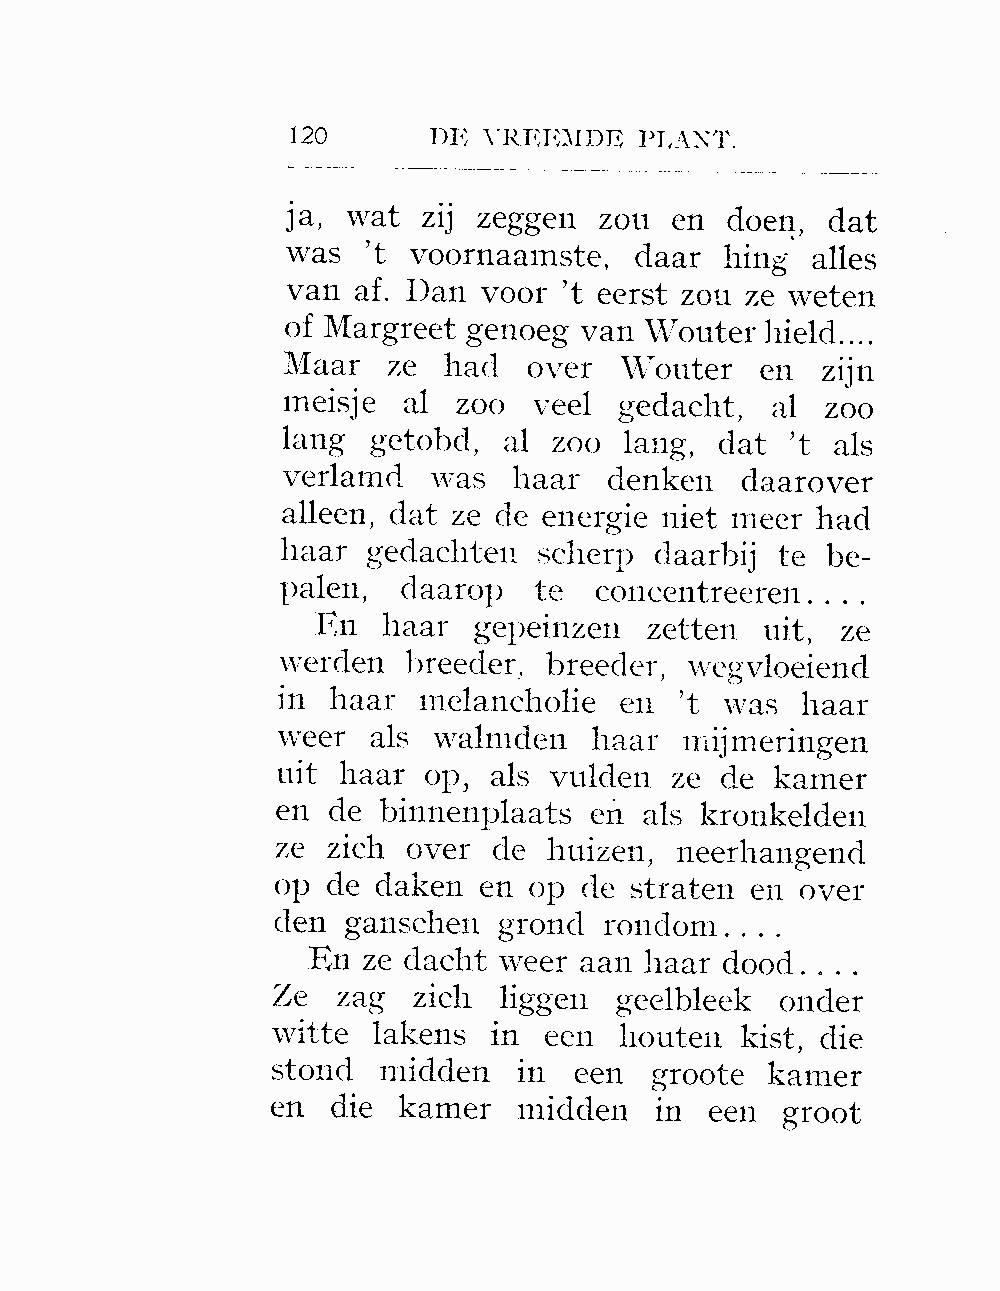 120 DE VREEMDE PLANT.
ja, wat zij zeggen zou en doen, dat
was 't voornaamste, daar hing alles
van af. Dan voor 't eerst zou ze weten
of Margreet genoeg van Wouter hield....
Maar ze had over Wouter en zijn
meisje al zoo veel gedacht, al zoo
lang getobd, al zoo lang, dat 't als
verlamd was haar denken daarover
alleen, dat ze de energie niet meer had
haar gedachten scherp daarbij te be-
palen, daarop te concentreeren....
En haar gepeinzen zetten uit, ze
werden breeder, breeder, wegvloeiend
in haar melancholie en 't was haar
weer als walmden haar mijmeringen
uit haar op, als vulden ze de kamer
en de binnenplaats en als kronkelden
ze zich over de huizen, neerhangend
op de daken en op de straten en over
den ganschen grond rondom....
En ze dacht weer aan haar dood....
Ze zag zich liggen geelbleek onder
witte lakens in een houten kist, die
stond midden in een groote kamer
en die kamer midden in een groot